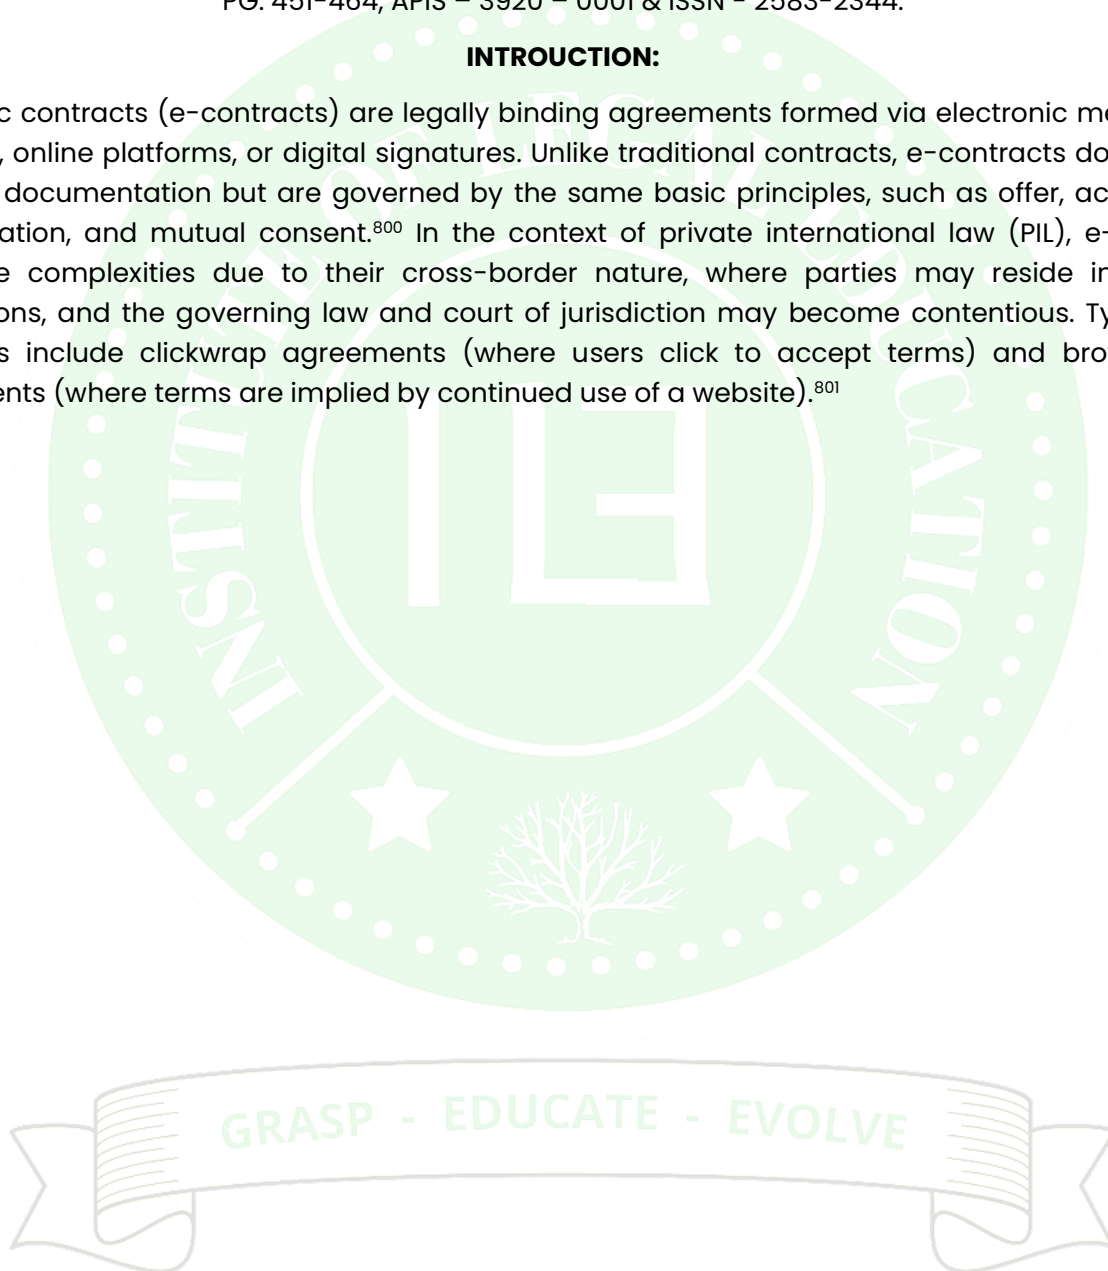 PG. 451-464, APIS – 3920 – 0001 & ISSN - 2583-2344.
INTROUCTION:
c contracts (e-contracts) are legally binding agreements formed via electronic me
, online platforms, or digital signatures. Unlike traditional contracts, e-contracts do
documentation but are governed by the same basic principles, such as offer, ac
ation, and mutual consent.800 In the context of private international law (PIL), e-
e complexities due to their cross-border nature, where parties may reside in
ons, and the governing law and court of jurisdiction may become contentious. Ty
s include clickwrap agreements (where users click to accept terms) and bro
ents (where terms are implied by continued use of a website).801
INSTITUTE OF LEGAL EDUCATION
ILE
GRASP - EDUCATE - EVOLVE